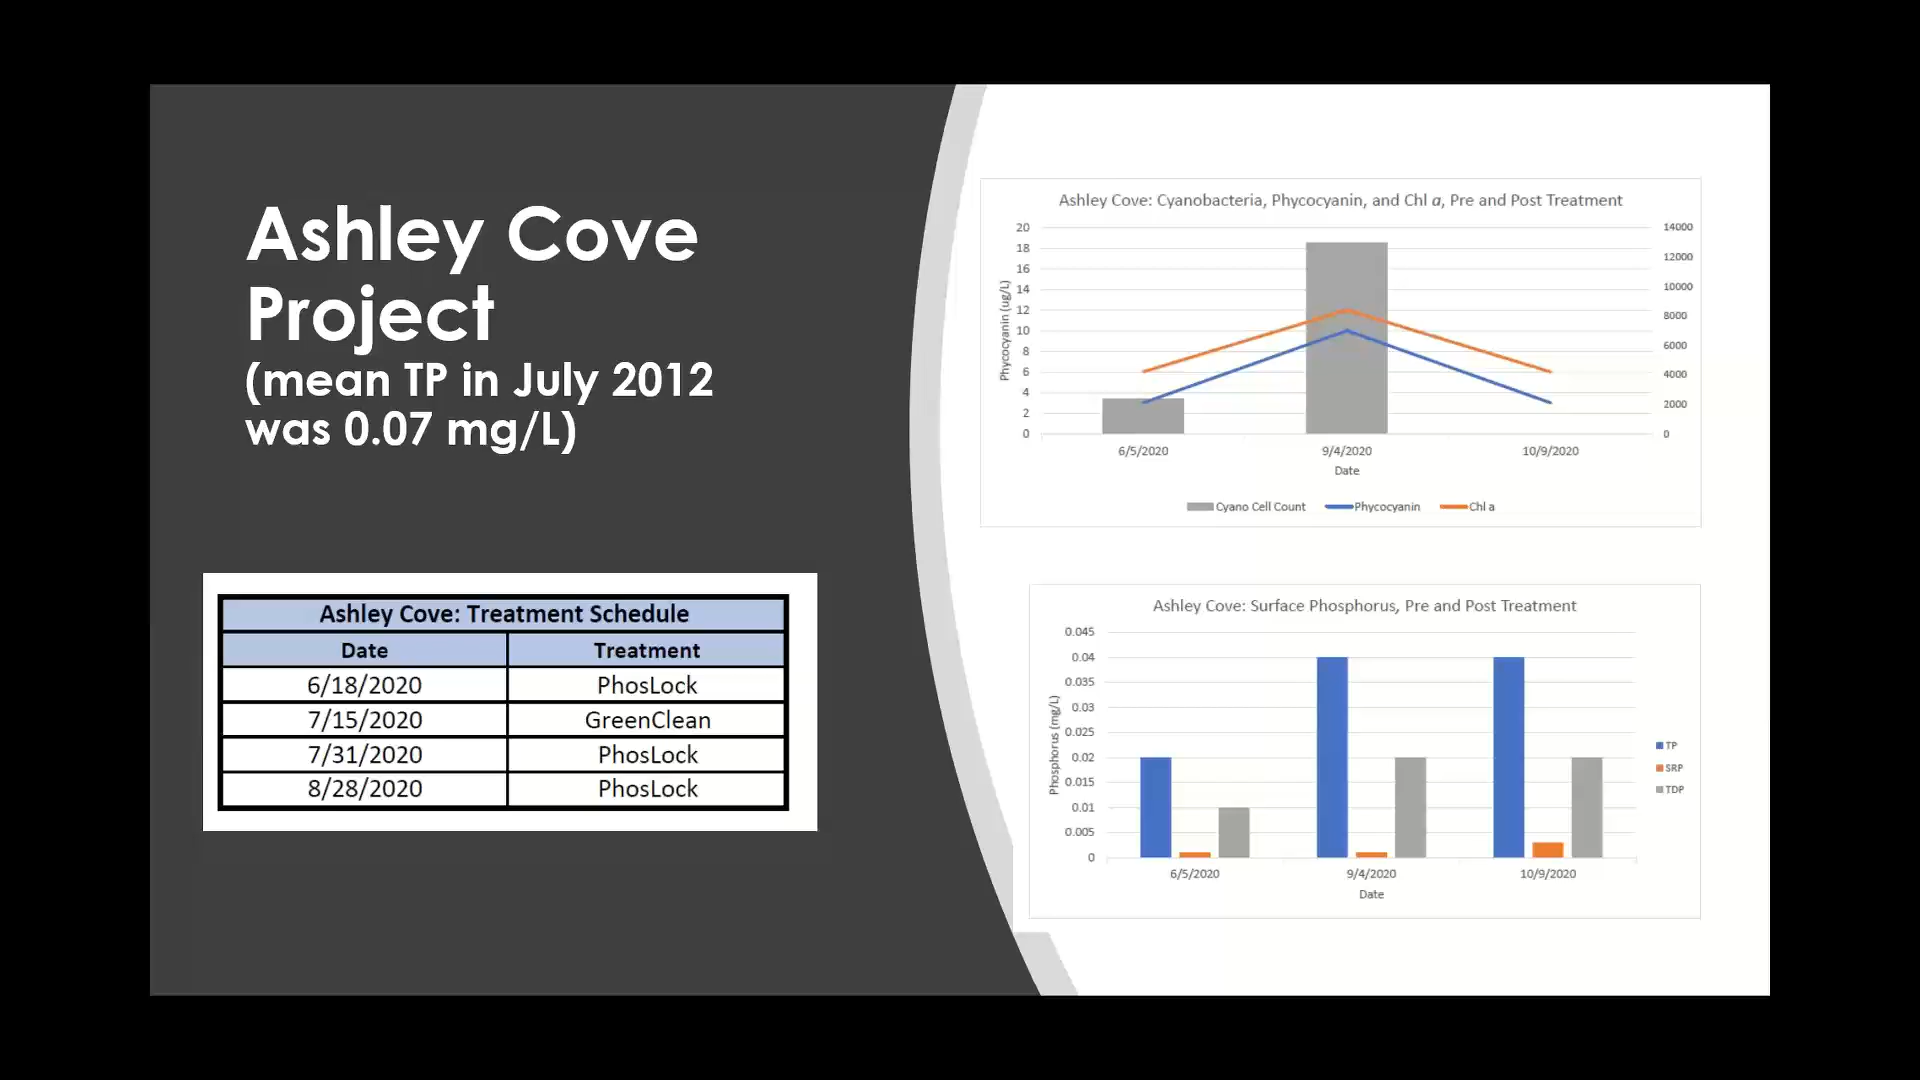 Ashley Cove
Project
(mean TP in July 2012
was 0.07 mg/L)
Ashley Cove: Treatment Schedule
Date Treatment
6/18/2020 PhosLock
7/15/2020 GreenClean
7/31/2020 PhosLock
8/28/2020 PhosLock
Ashley Cove: Cyanobacteria, Phycocyanin, and Chl a, Pre and Post Treatment
Phycocyanin (ug/L)
20
18
16
14
12
10
8
6
4
2
0
14000
12000
10000
8000
6000
4000
2000
0
6/5/2020 9/4/2020 10/9/2020
Date
Cyano Cell Count Phycocyanin Chl a
Ashley Cove: Surface Phosphorus, Pre and Post Treatment
Phosphorus (mg/L)
0.045
0.04
0.035
0.03
0.025
0.02
0.015
0.01
0.005
0
6/5/2020 9/4/2020 10/9/2020
Date
TP
SRP
TDP